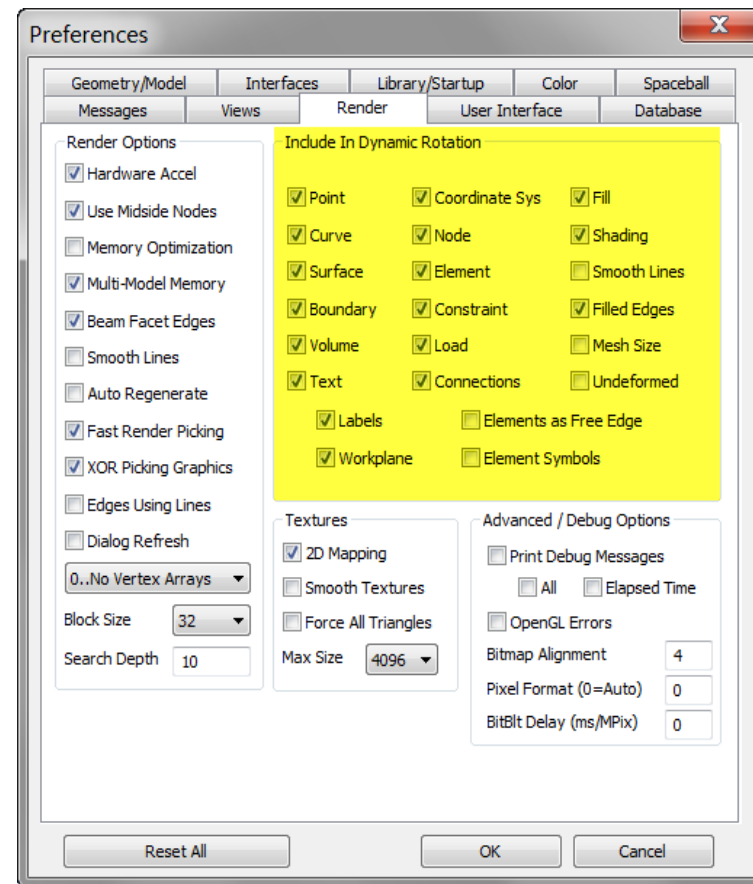 Preferences
X
Geometry/Model Interfaces Library/Startup Color Spaceball
Messages Views Render User Interface Database
Render Options
Hardware Accel
Use Midside Nodes
Memory Optimization
Multi-Model Memory
Beam Facet Edges
Smooth Lines
Auto Regenerate
Fast Render Picking
XOR Picking Graphics
Edges Using Lines
Dialog Refresh
0..No Vertex Arrays
Block Size 32
Search Depth 10
Include In Dynamic Rotation
Point Coordinate Sys Fill
Curve Node Shading
Surface Element Smooth Lines
Boundary Constraint Filled Edges
Volume Load Mesh Size
Text Connections Undeformed
Labels Elements as Free Edge
Workplane Element Symbols
Textures
2D Mapping
Smooth Textures
Force All Triangles
Max Size 4096
Advanced / Debug Options
Print Debug Messages
All Elapsed Time
OpenGL Errors
Bitmap Alignment 4
Pixel Format (0=Auto) 0
BitBlt Delay (ms/MPix) 0
Reset All OK Cancel